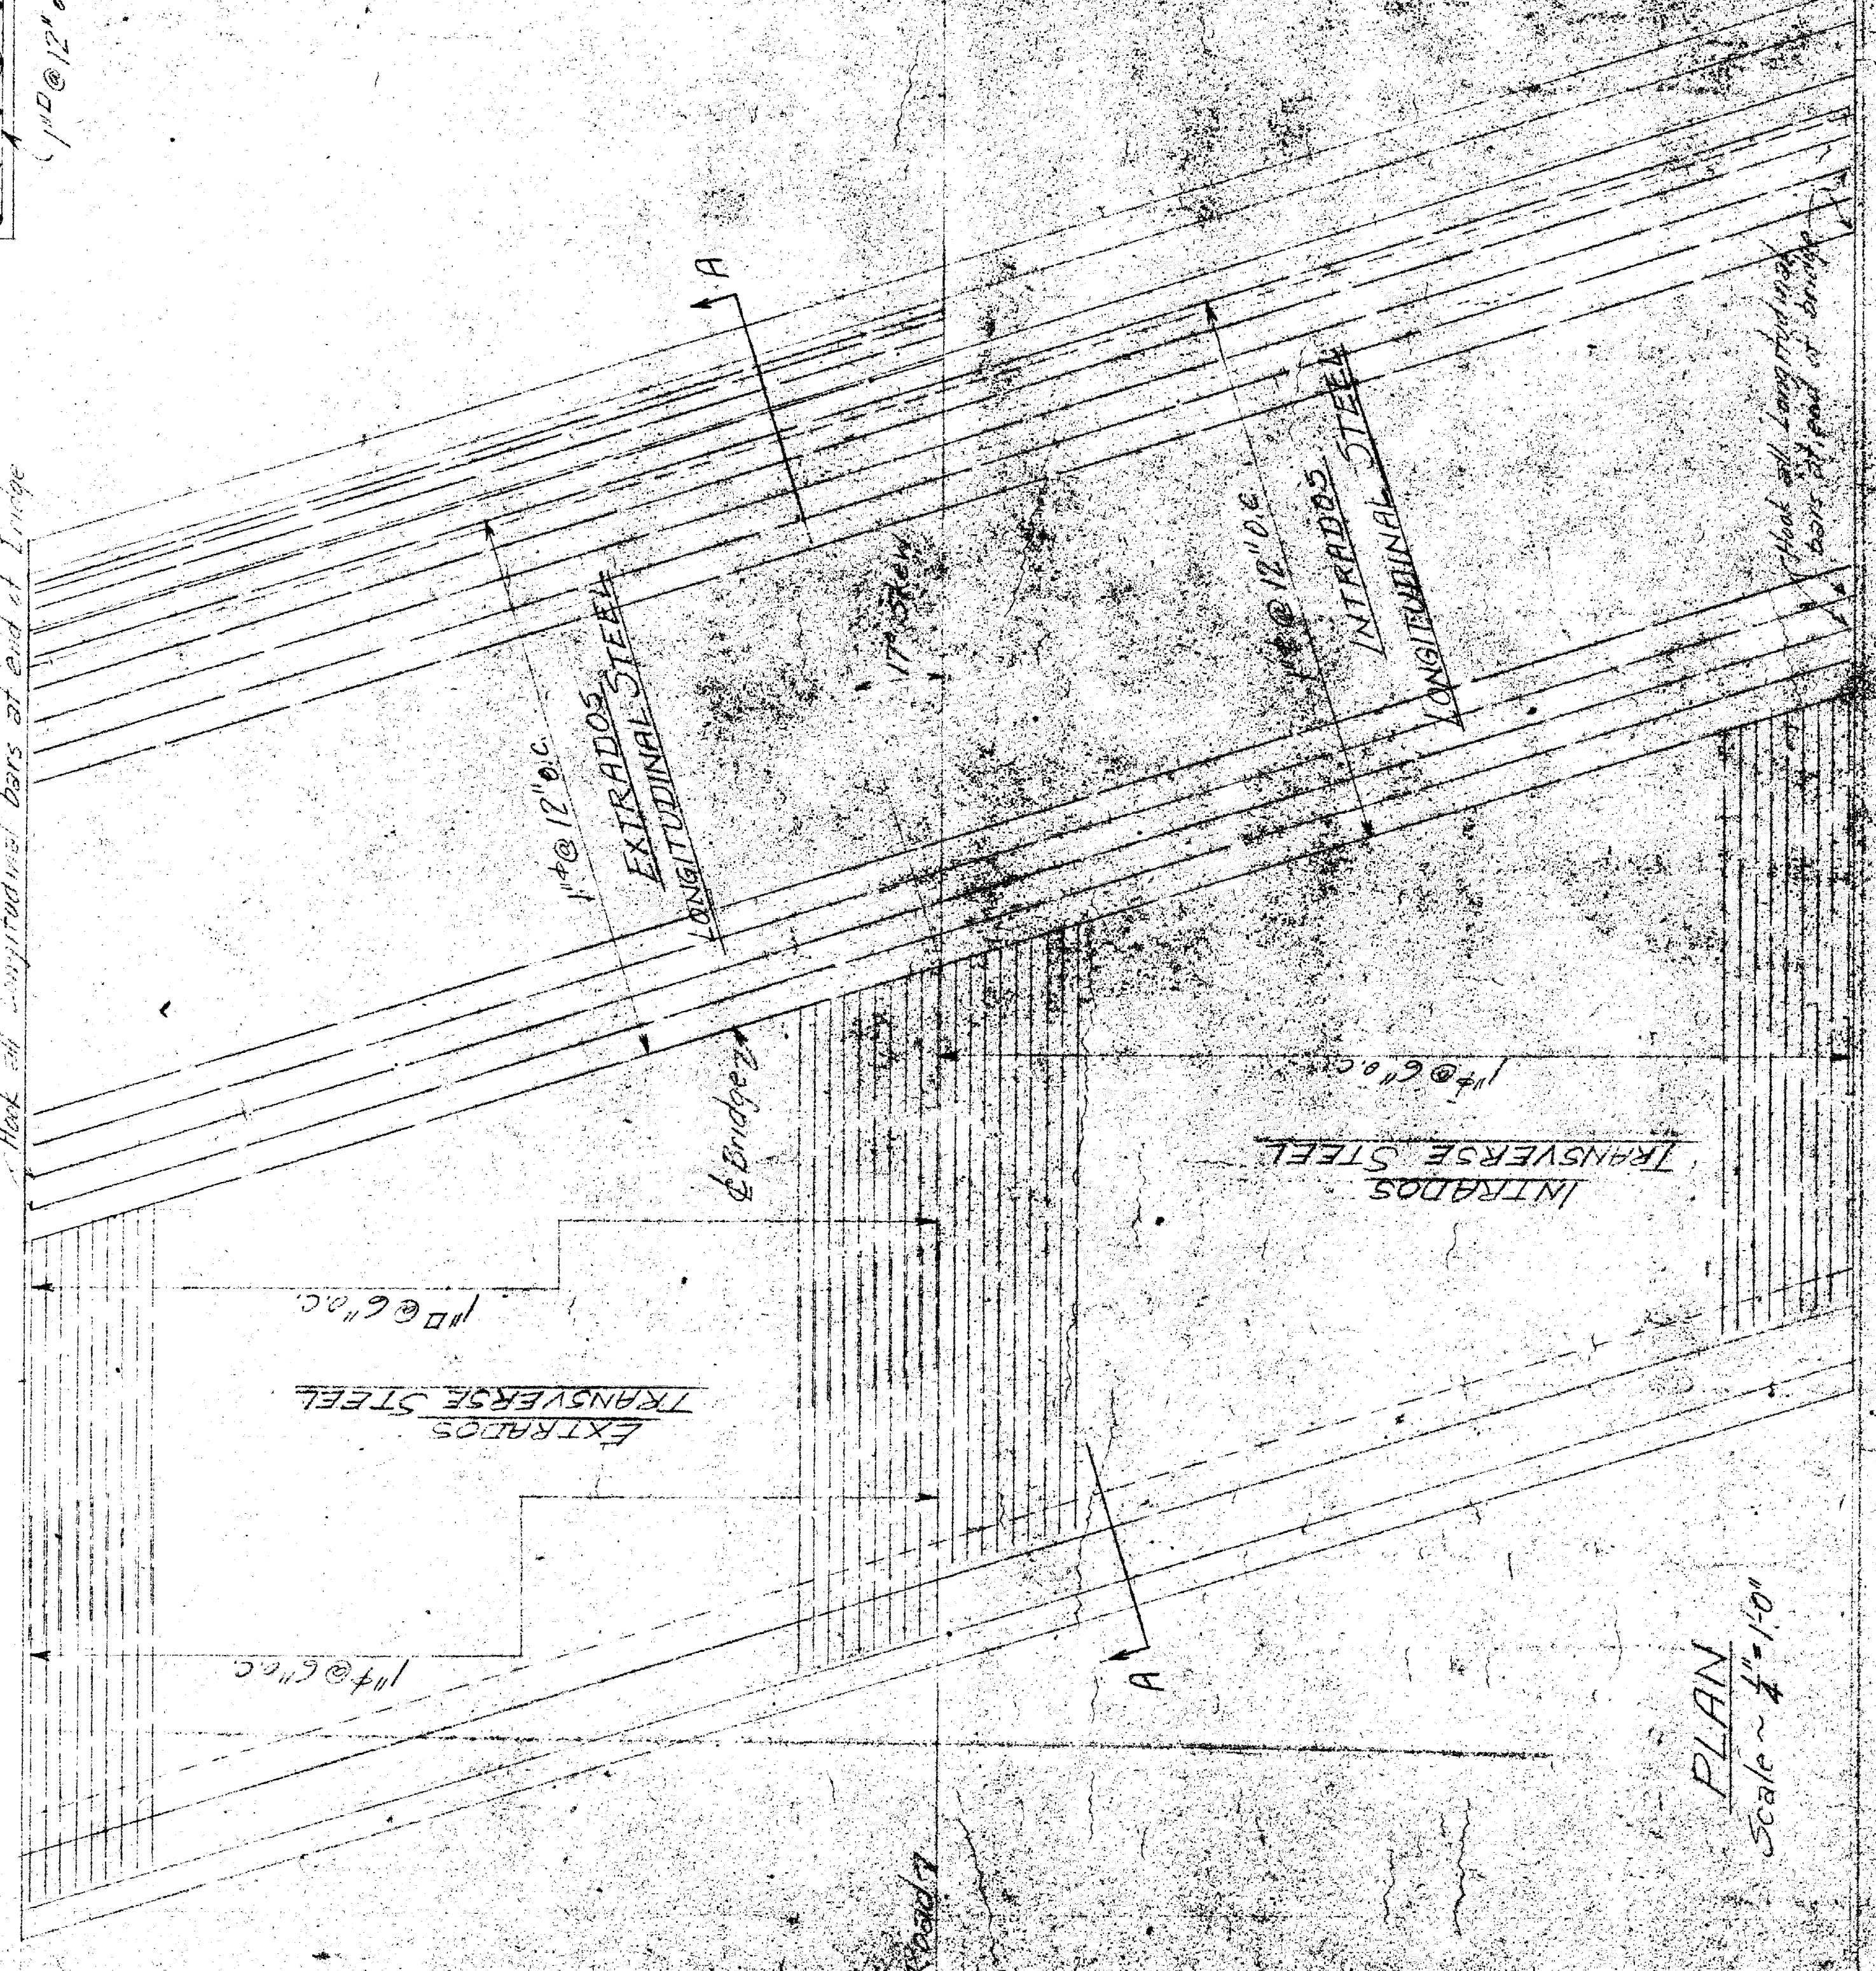 1"□ @ 12"
Hook all Longitudinal bars at end of Bridge
A
1"ϕ @ 12" o.c.
EXTRADOS
LONGITUDINAL STEEL
17° Skew
1"ϕ @ 12" o.c.
INTRADOS
LONGITUDINAL STEEL
Hook all Longitudinal
bars at end of bridge
℄ Bridge
1"□ @ 6" o.c.
EXTRADOS
TRANSVERSE STEEL
1"ϕ @ 6" o.c.
1"ϕ @ 6" o.c.
INTRADOS
TRANSVERSE STEEL
A
Road
PLAN
Scale ~ ¼" = 1'-0"